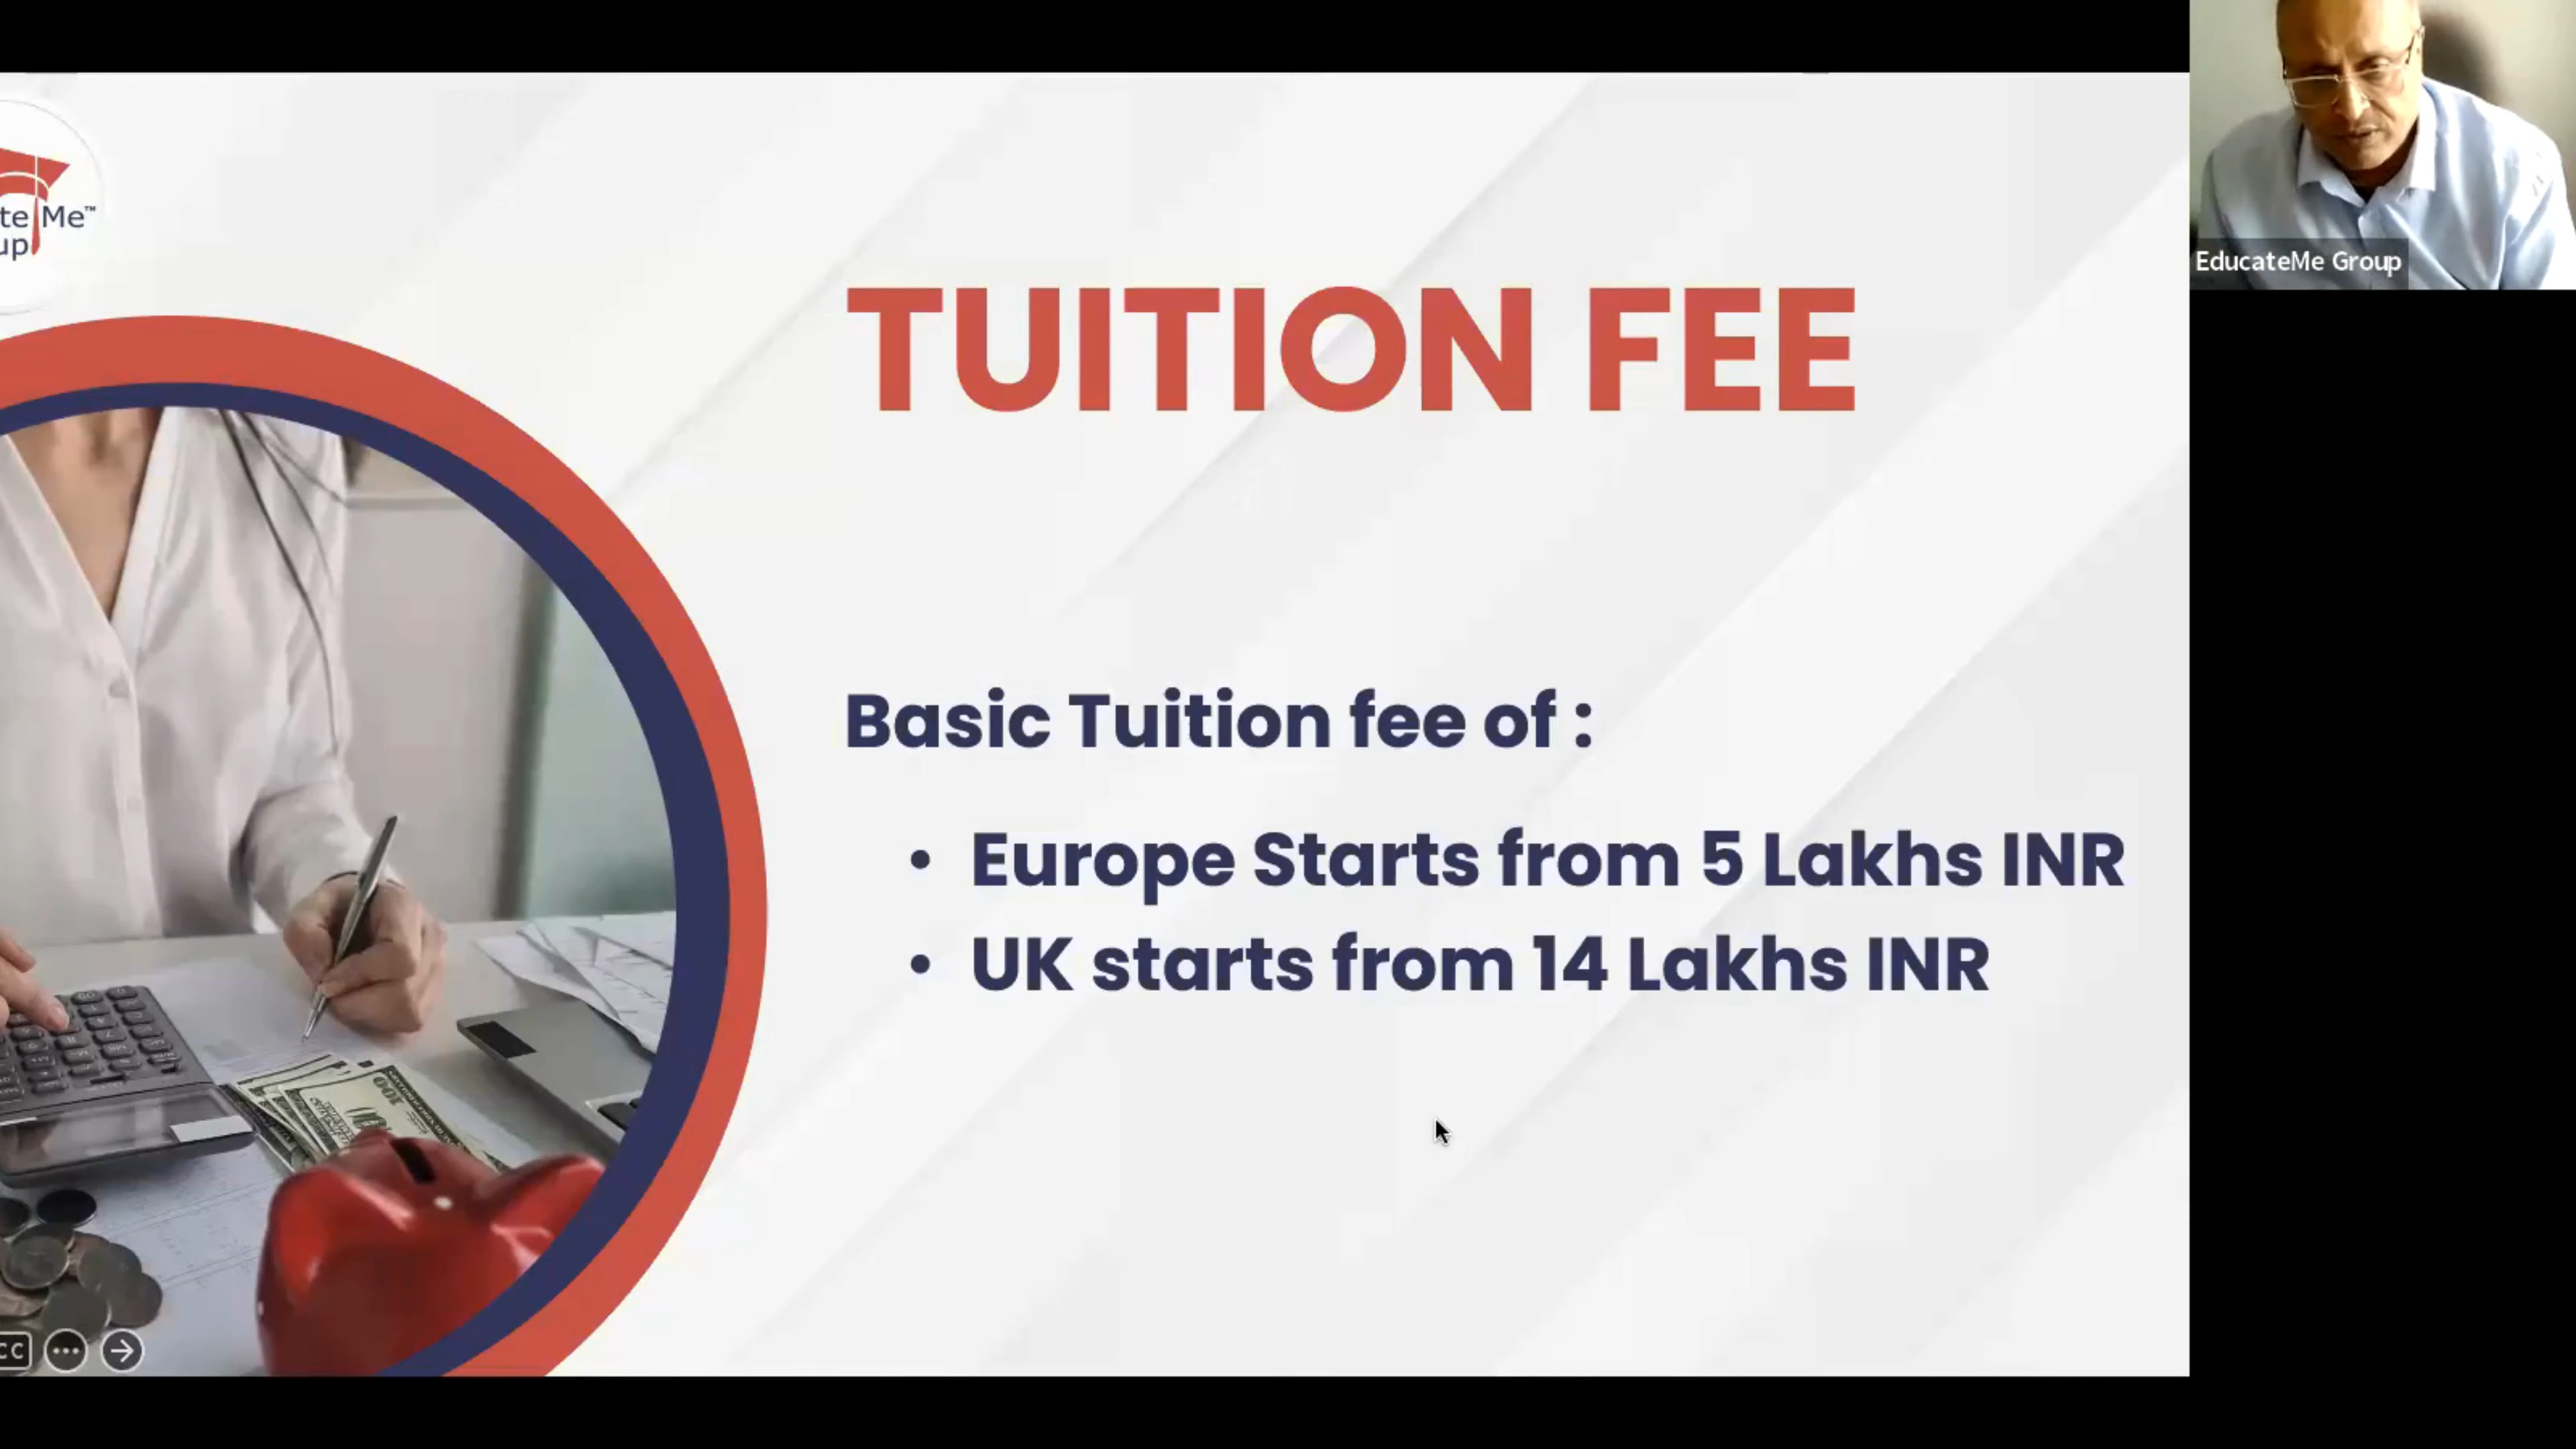 te Me™
up
EducateMe Group
TUITION FEE
Basic Tuition fee of :
• Europe Starts from 5 Lakhs INR
• UK starts from 14 Lakhs INR
100
CC